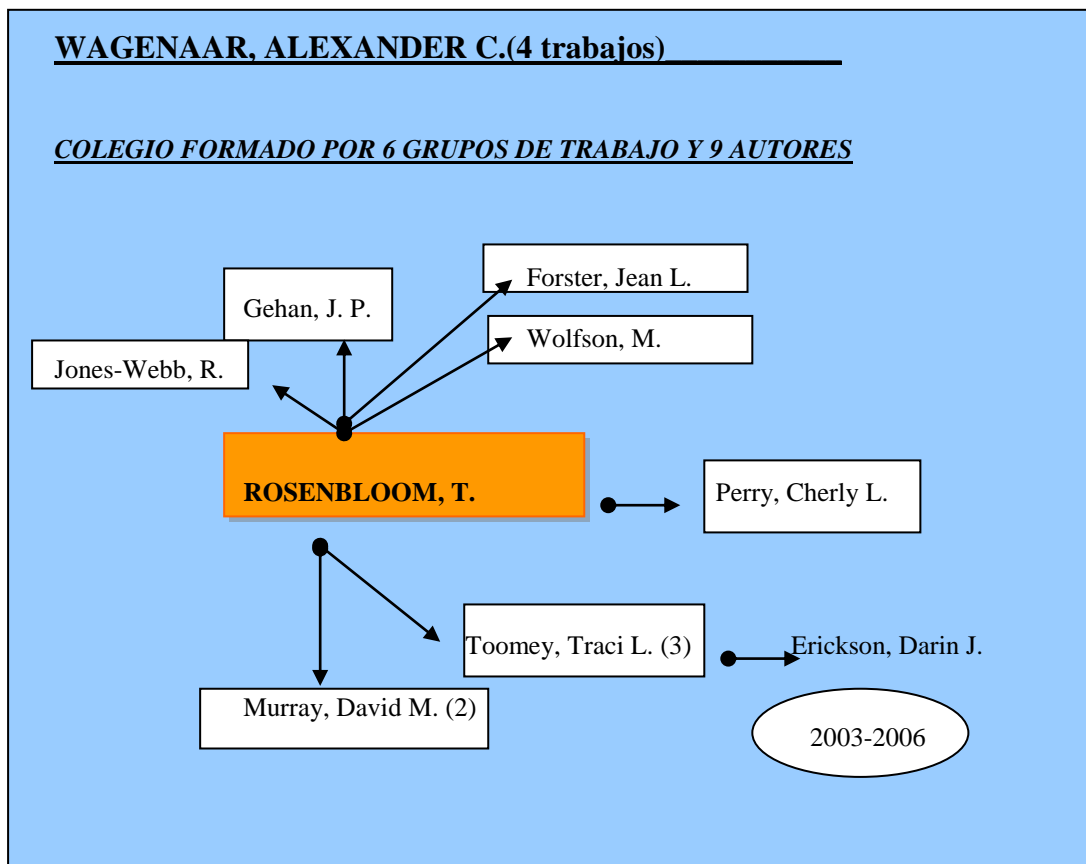 WAGENAAR, ALEXANDER C.(4 trabajos)
COLEGIO FORMADO POR 6 GRUPOS DE TRABAJO Y 9 AUTORES
Forster, Jean L.
Gehan, J. P.
Wolfson, M.
Jones-Webb, R.
ROSENBLOOM, T.
Perry, Cherly L.
Toomey, Traci L. (3)
Erickson, Darin J.
Murray, David M. (2)
2003-2006